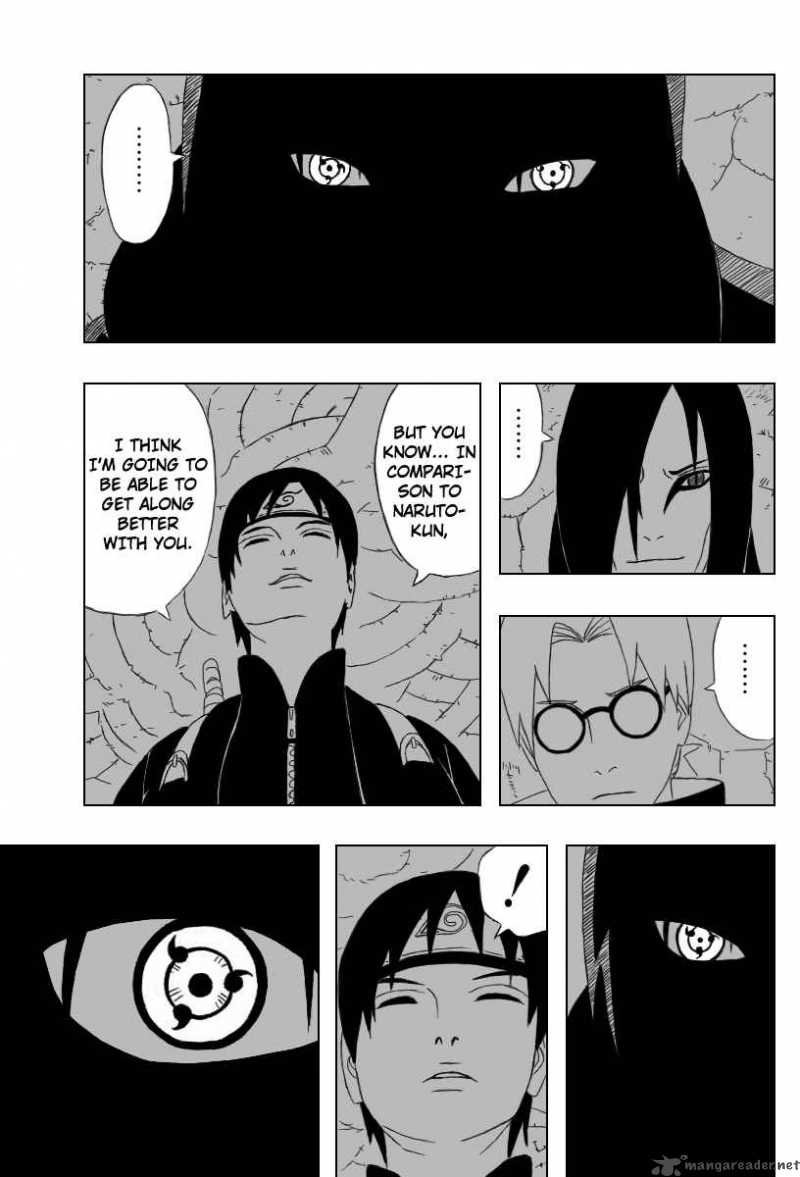 .........
......
BUT YOU
KNOW... IN
COMPARI-
SON TO
NARUTO-
KUN,
I THINK
I'M GOING TO
BE ABLE TO
GET ALONG
BETTER
WITH YOU.
......
!
mangareader.net